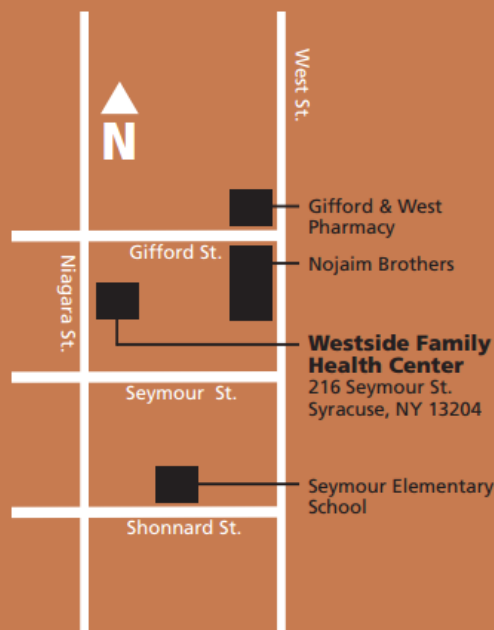 West St.
N
Gifford & West
Pharmacy
Gifford St.
Nojaim Brothers
Niagara St.
Westside Family
Health Center
216 Seymour St.
Syracuse, NY 13204
Seymour St.
Seymour Elementary
School
Shonnard St.